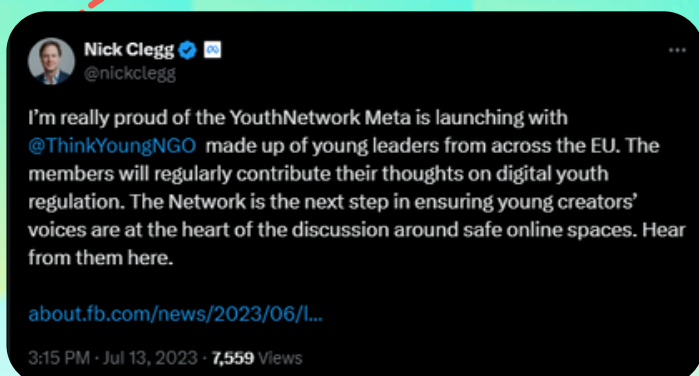 Nick Clegg
@nickclegg
I'm really proud of the YouthNetwork Meta is launching with
@ThinkYoungNGO made up of young leaders from across the EU. The
members will regularly contribute their thoughts on digital youth
regulation. The Network is the next step in ensuring young creators'
voices are at the heart of the discussion around safe online spaces. Hear
from them here.
about.fb.com/news/2023/06/l...
3:15 PM · Jul 13, 2023 · 7,559 Views